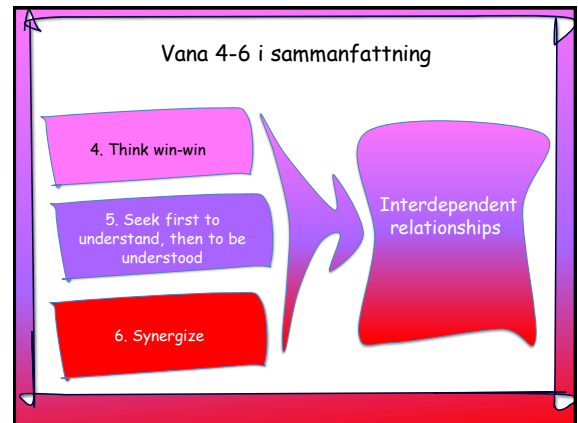 Vana 4-6 i sammanfattning
4. Think win-win
5. Seek first to
understand, then to be
understood
6. Synergize
Interdependent
relationships